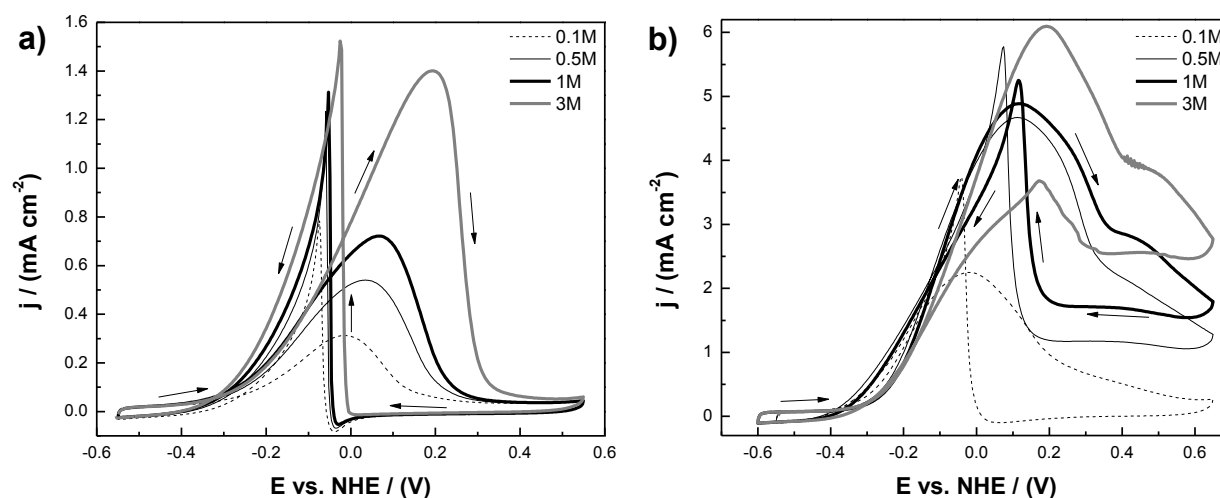 a)
0.1M
0.5M
1M
3M
j / (mA cm⁻²)
1.6
1.4
1.2
1.0
0.8
0.6
0.4
0.2
0.0
-0.6 -0.4 -0.2 0.0 0.2 0.4 0.6
E vs. NHE / (V)
b)
0.1M
0.5M
1M
3M
j / (mA cm⁻²)
6
5
4
3
2
1
0
-0.6 -0.4 -0.2 0.0 0.2 0.4 0.6
E vs. NHE / (V)